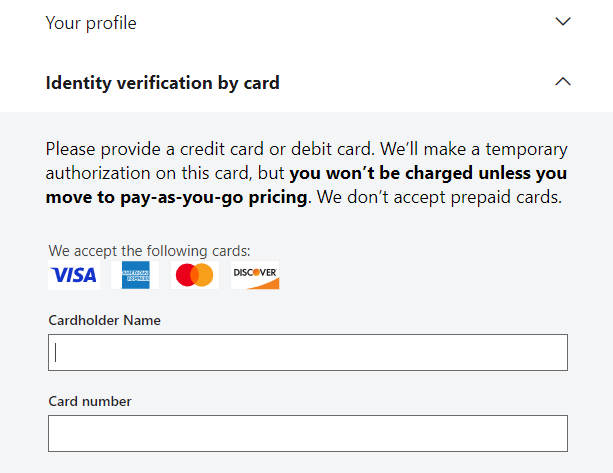 Your profile
Identity verification by card
Please provide a credit card or debit card. We'll make a temporary
authorization on this card, but you won't be charged unless you
move to pay-as-you-go pricing. We don't accept prepaid cards.
We accept the following cards:
VISA AMERICAN EXPRESS DISCOVER
Cardholder Name
Card number